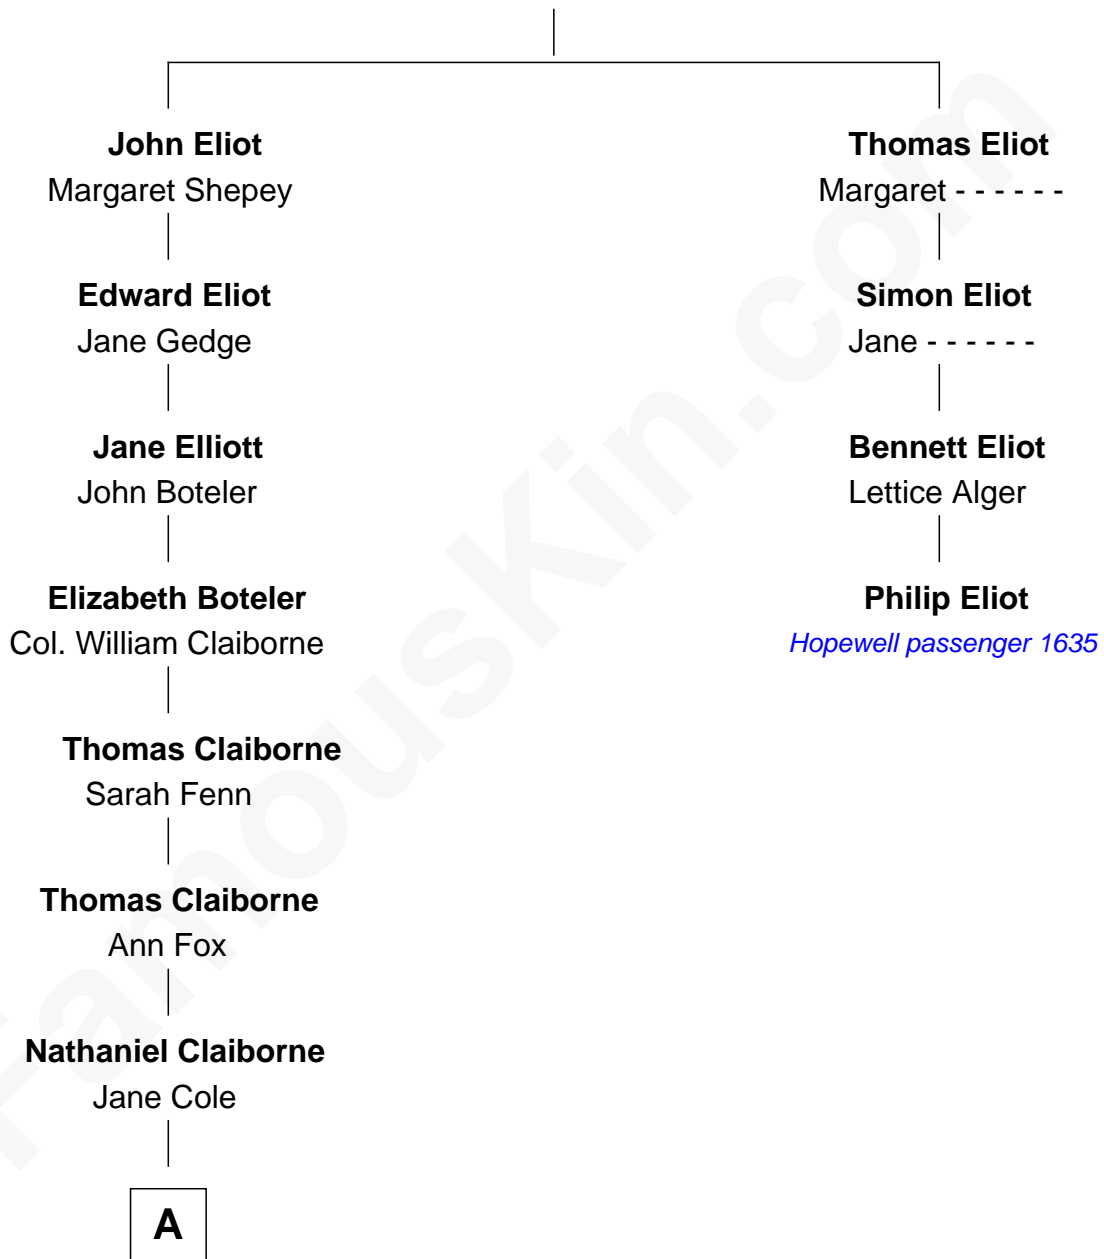 John Eliot
Margaret Shepey
Edward Eliot
Jane Gedge
Jane Elliott
John Boteler
Elizabeth Boteler
Col. William Claiborne
Thomas Claiborne
Sarah Fenn
Thomas Claiborne
Ann Fox
Nathaniel Claiborne
Jane Cole
A
Thomas Eliot
Margaret - - - - - -
Simon Eliot
Jane - - - - - -
Bennett Eliot
Lettice Alger
Philip Eliot
Hopewell passenger 1635
FamousKin.com